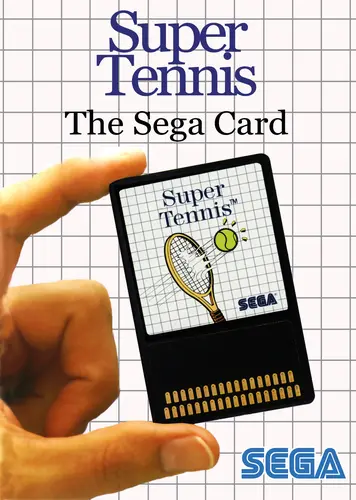 Super
Tennis
The Sega Card
Super
Tennis™
SEGA
SEGA